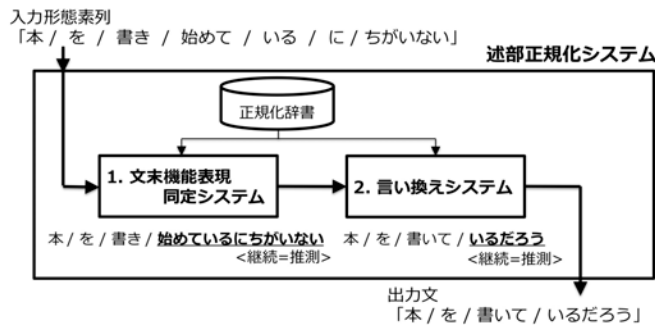 入力形態素列
「本 / を / 書き / 始めて / いる / に / ちがいない」
述部正規化システム
正規化辞書
1. 文末機能表現
同定システム
2. 言い換えシステム
本 / を / 書き / 始めているにちがいない
<継続=推測>
本 / を / 書いて / いるだろう
<継続=推測>
出力文
「本 / を / 書いて / いるだろう」